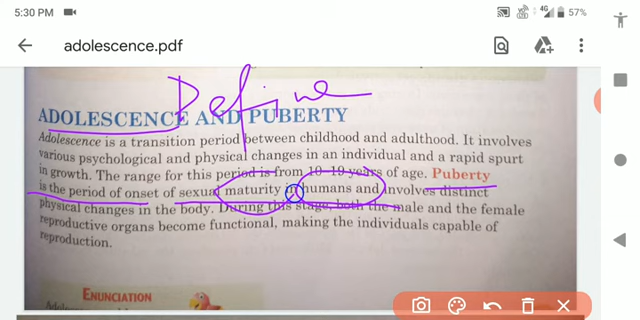 5:30 PM 4G 57%
adolescence.pdf
Define
ADOLESCENCE AND PUBERTY
Adolescence is a transition period between childhood and adulthood. It involves
various psychological and physical changes in an individual and a rapid spurt
in growth. The range for this period is from 10–19 years of age. Puberty
is the period of onset of sexual maturity in humans and involves distinct
physical changes in the body. During this stage, both the male and the female
reproductive organs become functional, making the individuals capable of
reproduction.
ENUNCIATION